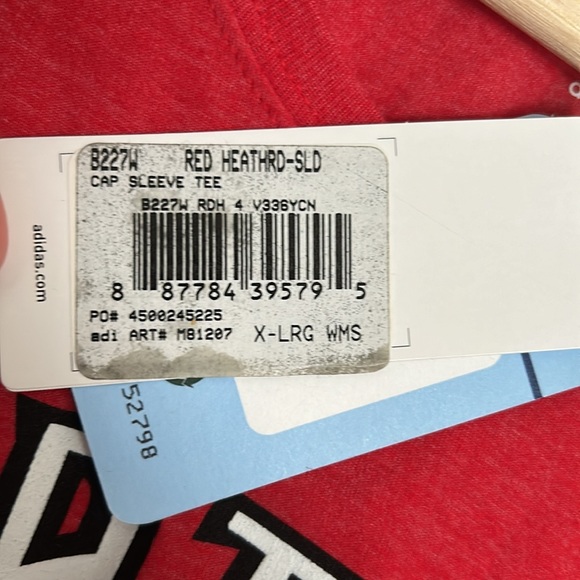 B227W RED HEATHRD-SLD
CAP SLEEVE TEE
B227W RDH 4 V336YCN
8 87784 39579 5
PO# 4500245225
adi ART# M81207 X-LRG WMS
adidas.com
52798